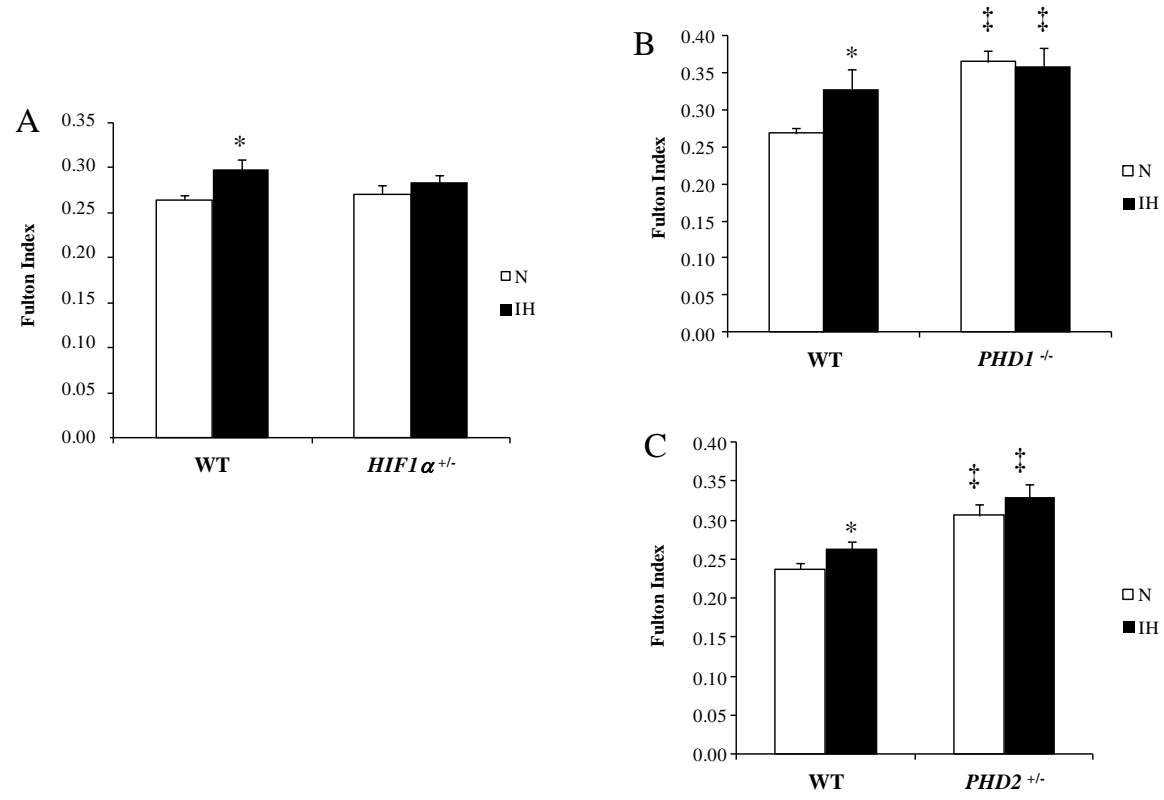 A
Fulton Index
0.35
0.30
0.25
0.20
0.15
0.10
0.05
0.00
*
WT
HIF1α +/-
N
IH
B
Fulton Index
0.40
0.35
0.30
0.25
0.20
0.15
0.10
0.05
0.00
*
‡ ‡
WT
PHD1 -/-
N
IH
C
Fulton Index
0.40
0.35
0.30
0.25
0.20
0.15
0.10
0.05
0.00
*
‡ ‡
WT
PHD2 +/-
N
IH